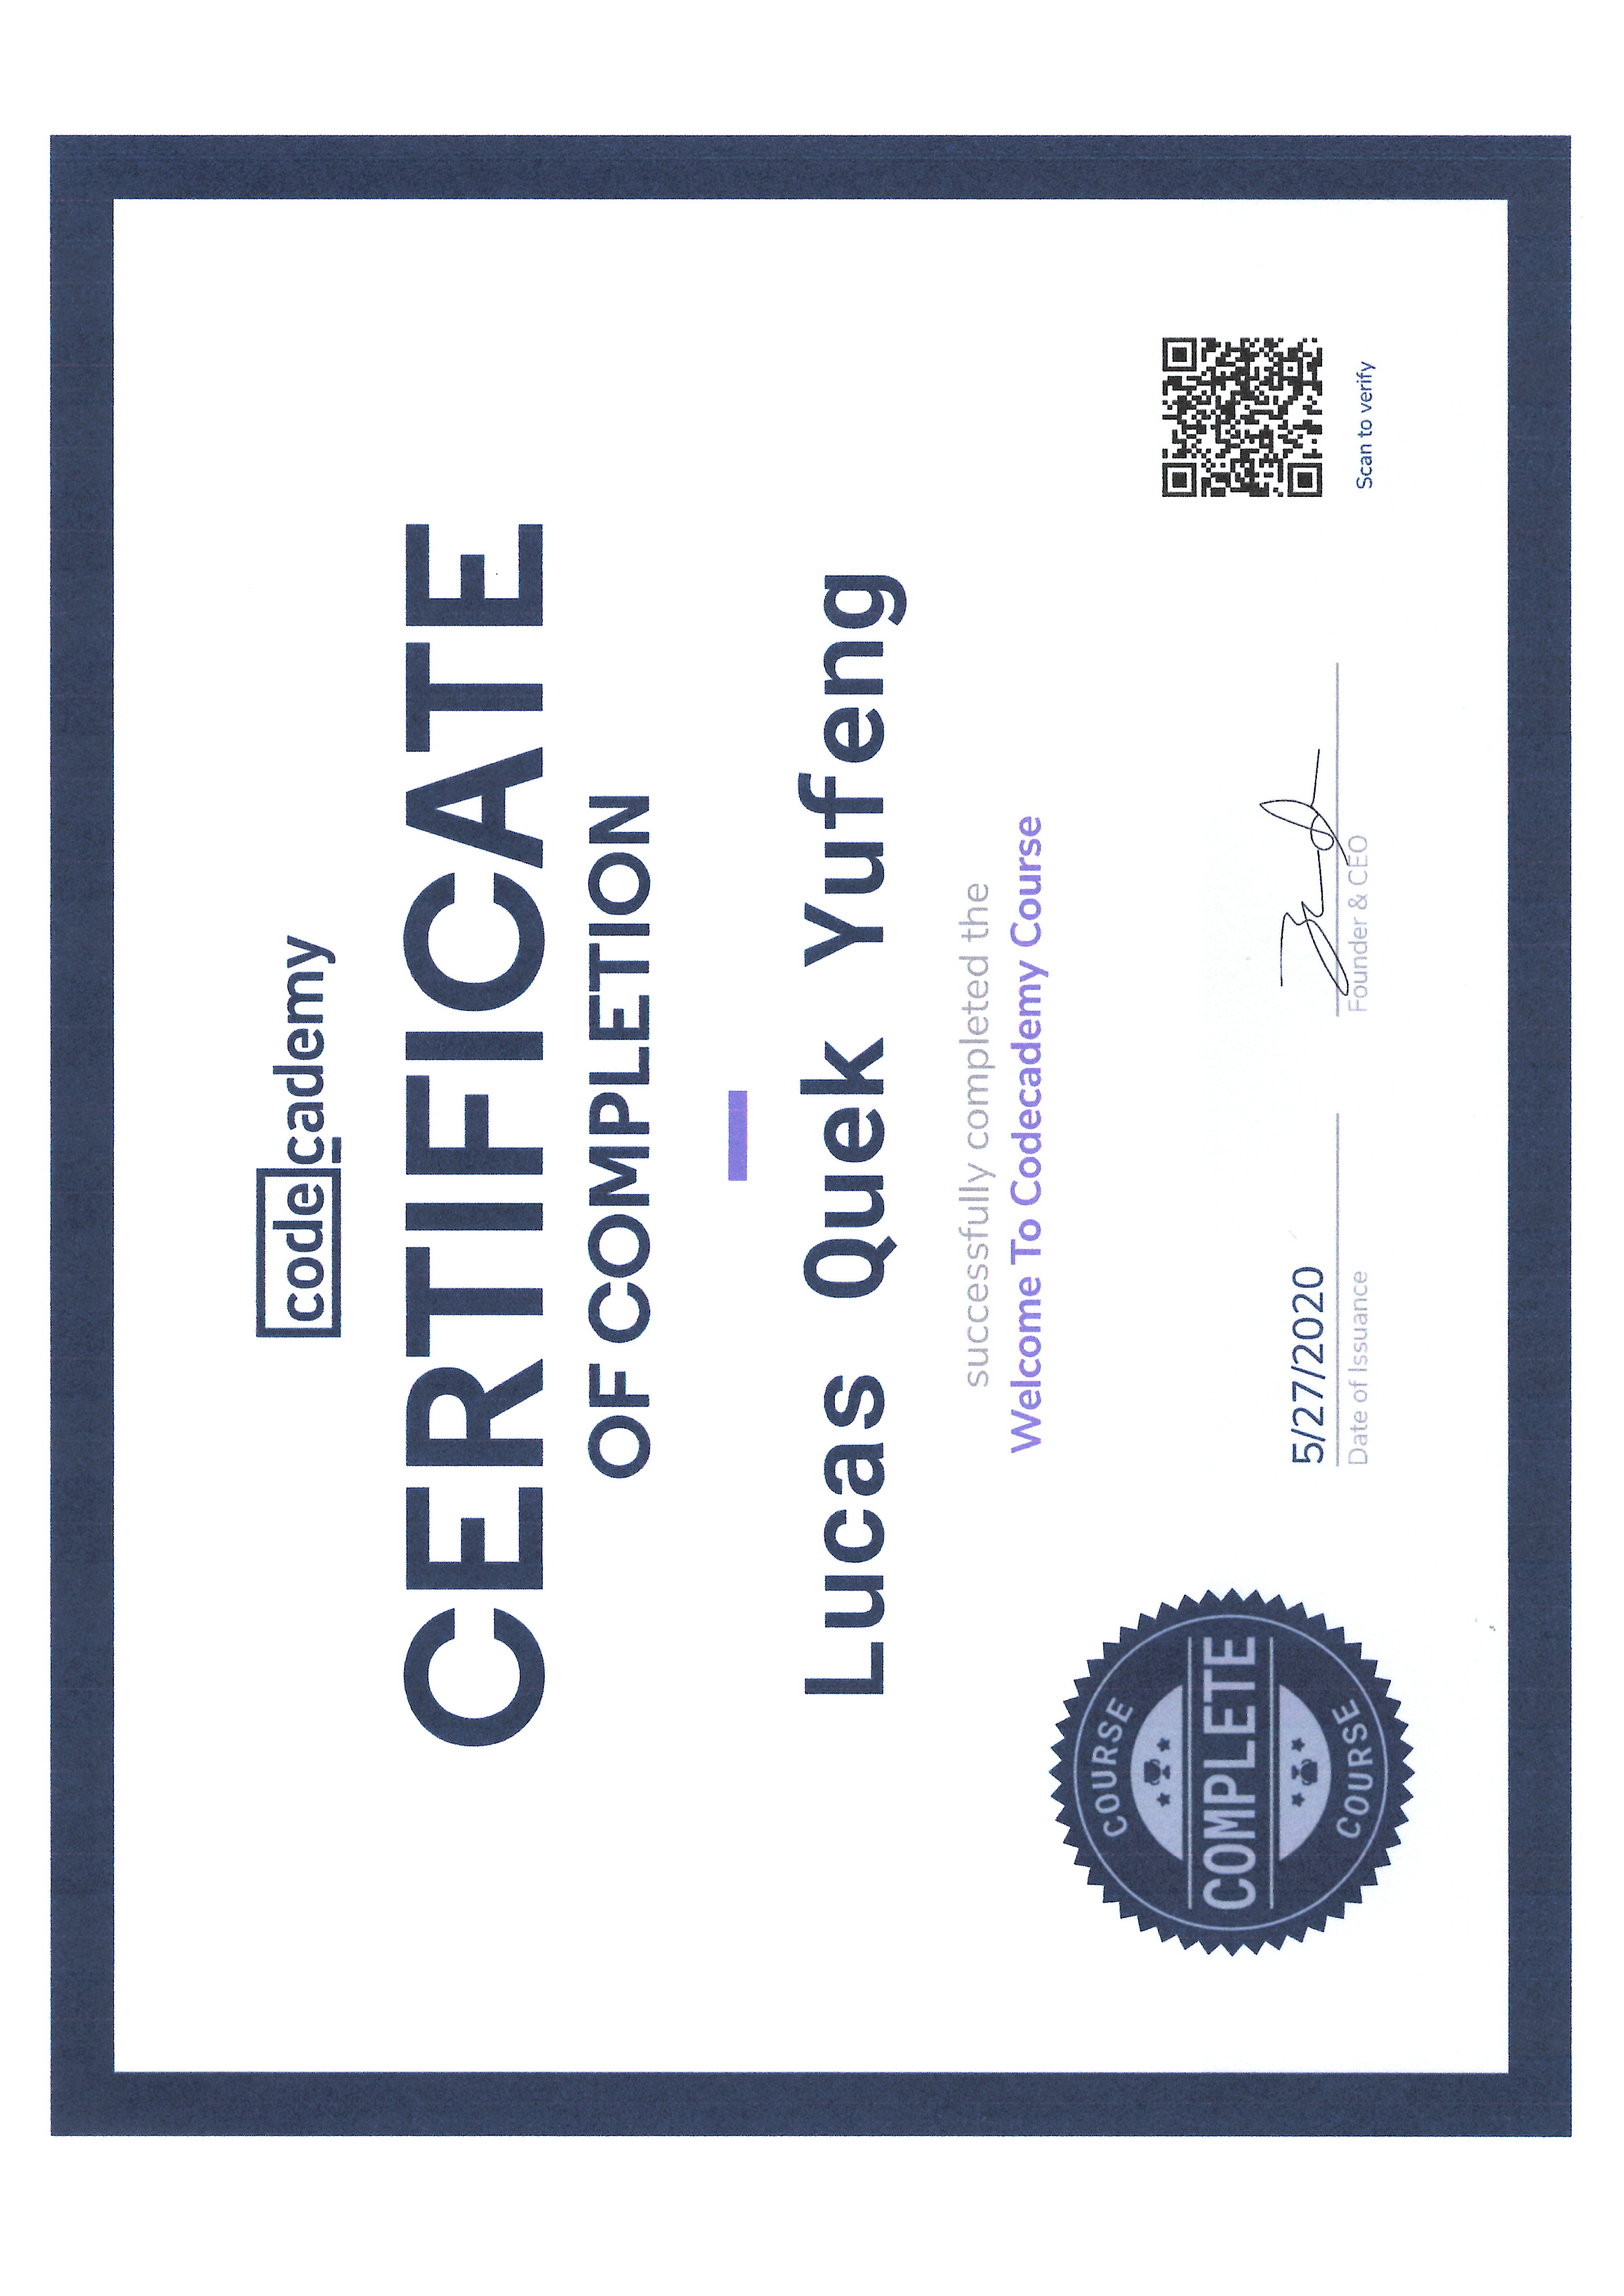 codecademy
CERTIFICATE
OF COMPLETION
Lucas Quek Yufeng
successfully completed the
Welcome To Codecademy Course
COURSE
COMPLETE
COURSE
5/27/2020
Date of Issuance
Founder & CEO
Scan to verify